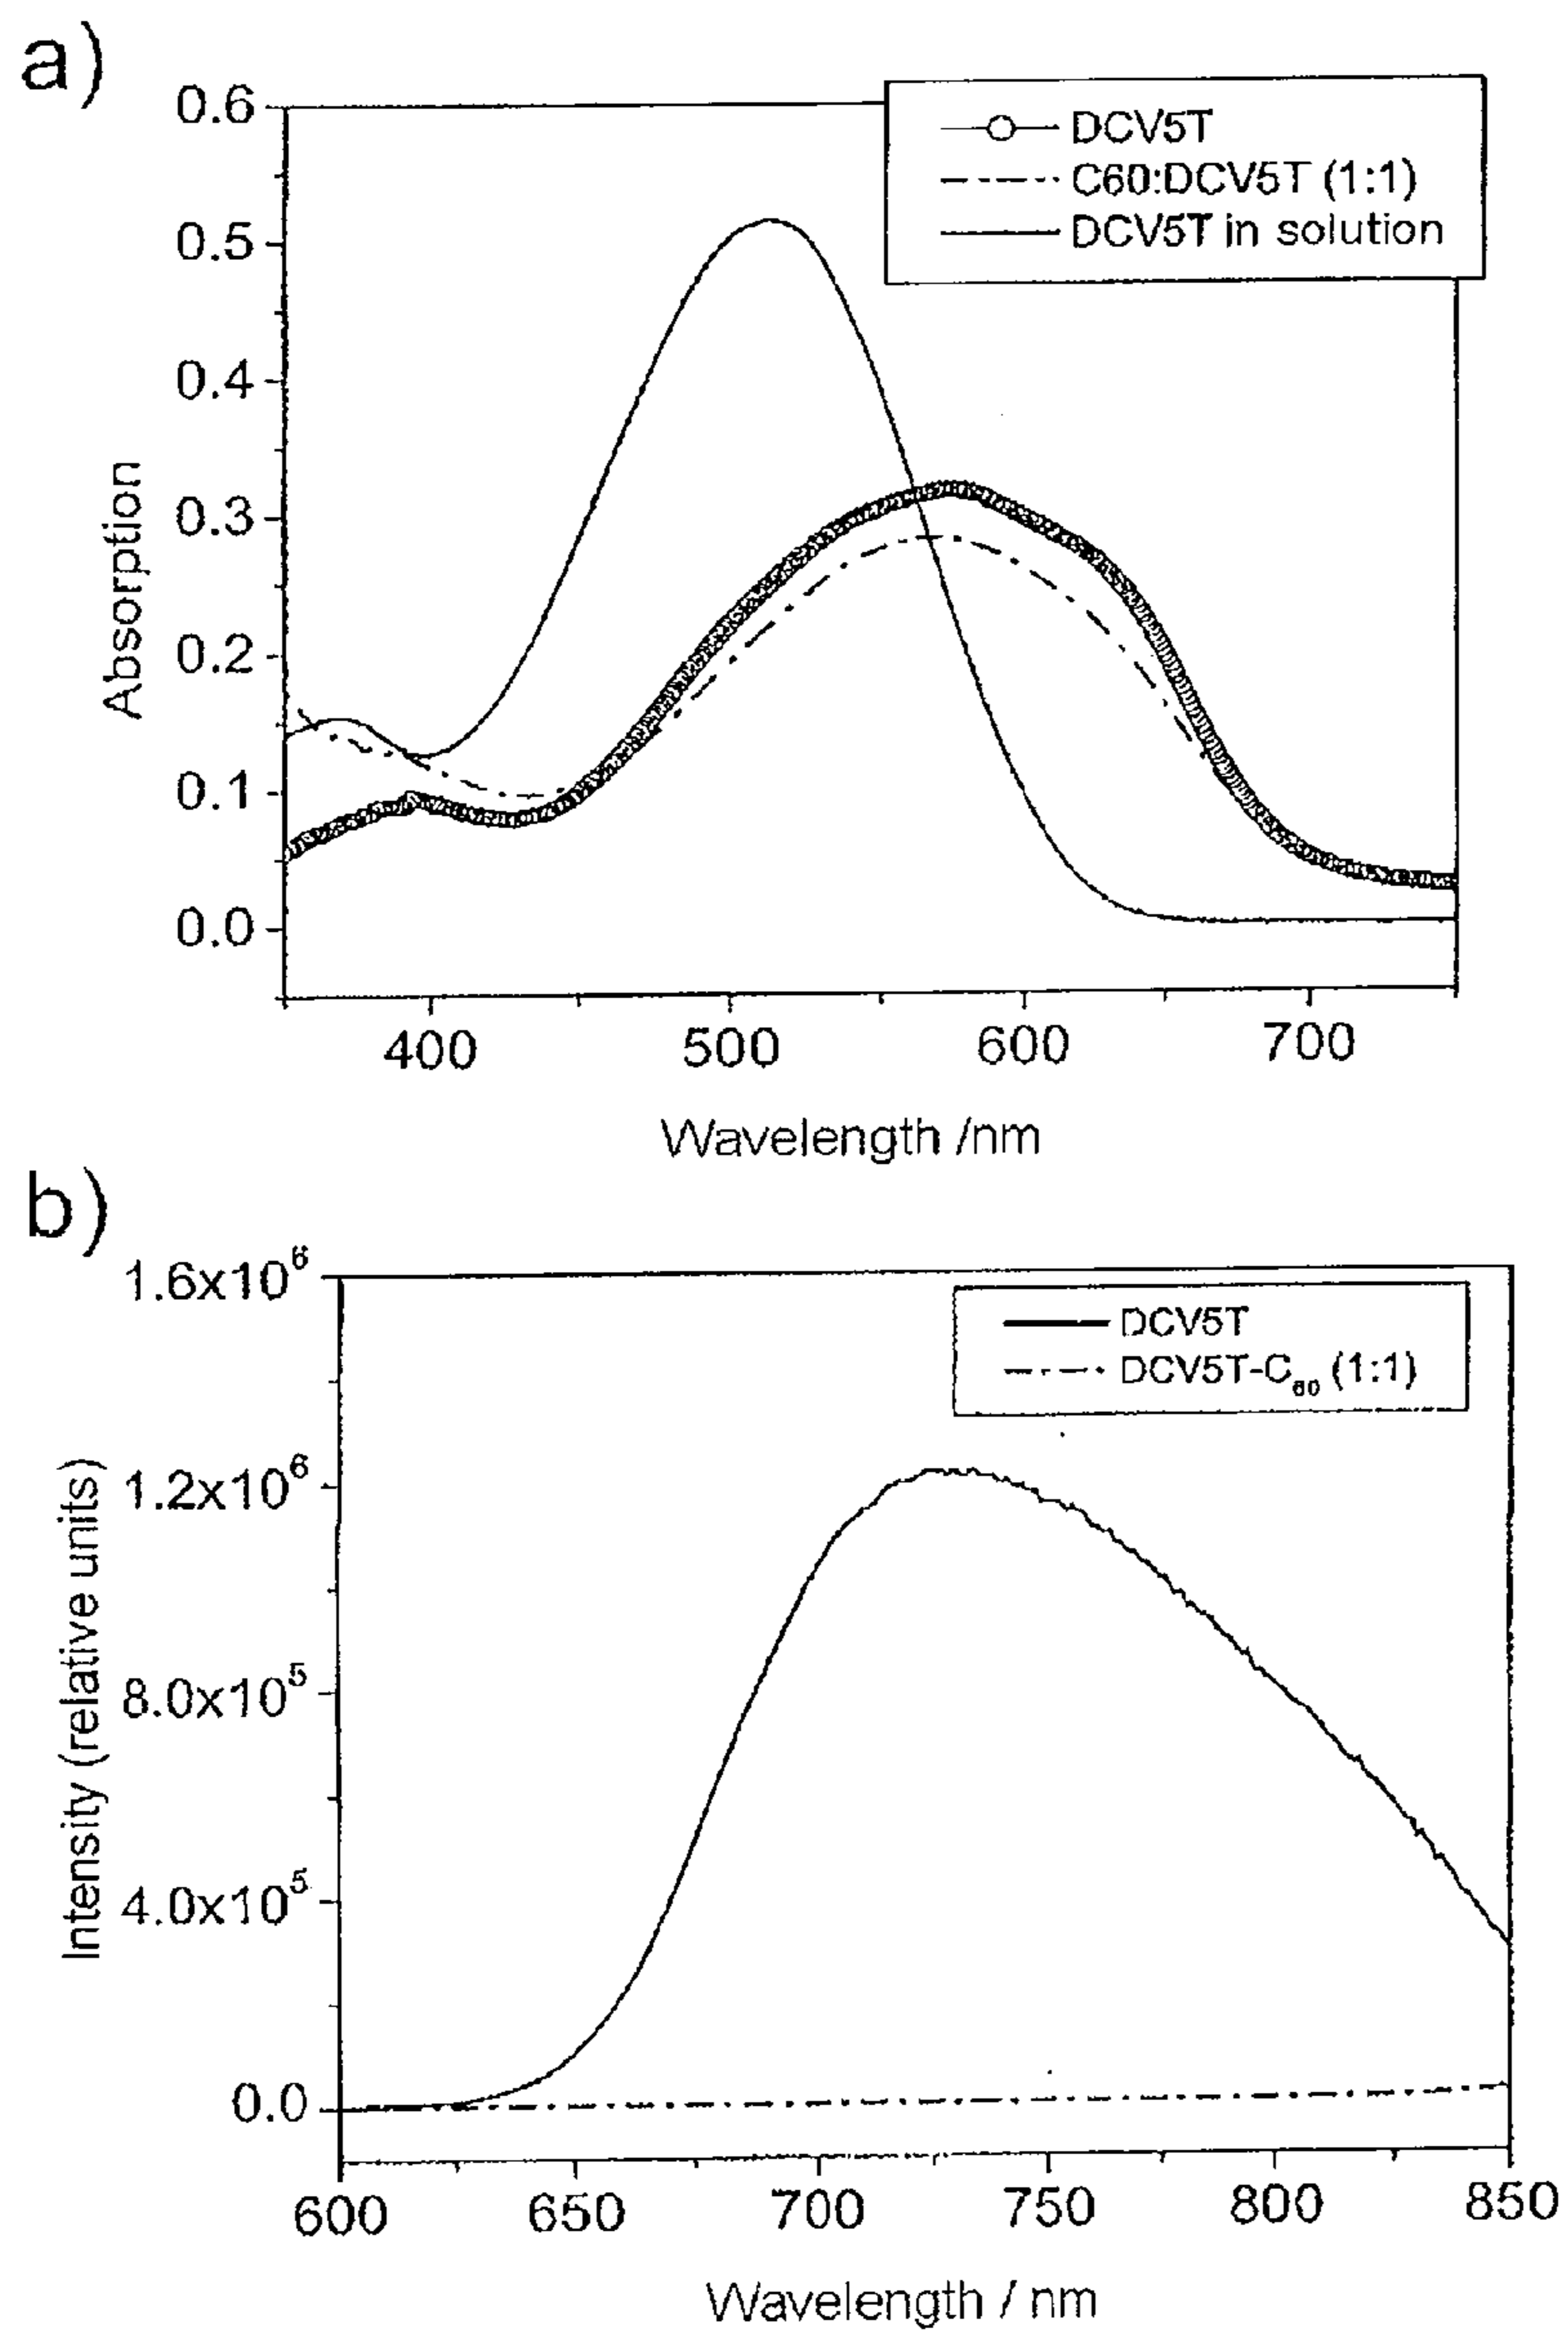 a)
0.6
0.5
0.4
0.3
0.2
0.1
0.0
Absorption
DCV5T
C60:DCV5T (1:1)
DCV5T in solution
400 500 600 700
Wavelength /nm
b)
1.6x10⁶
1.2x10⁶
8.0x10⁵
4.0x10⁵
0.0
Intensity (relative units)
DCV5T
DCV5T-C₆₀ (1:1)
600 650 700 750 800 850
Wavelength / nm